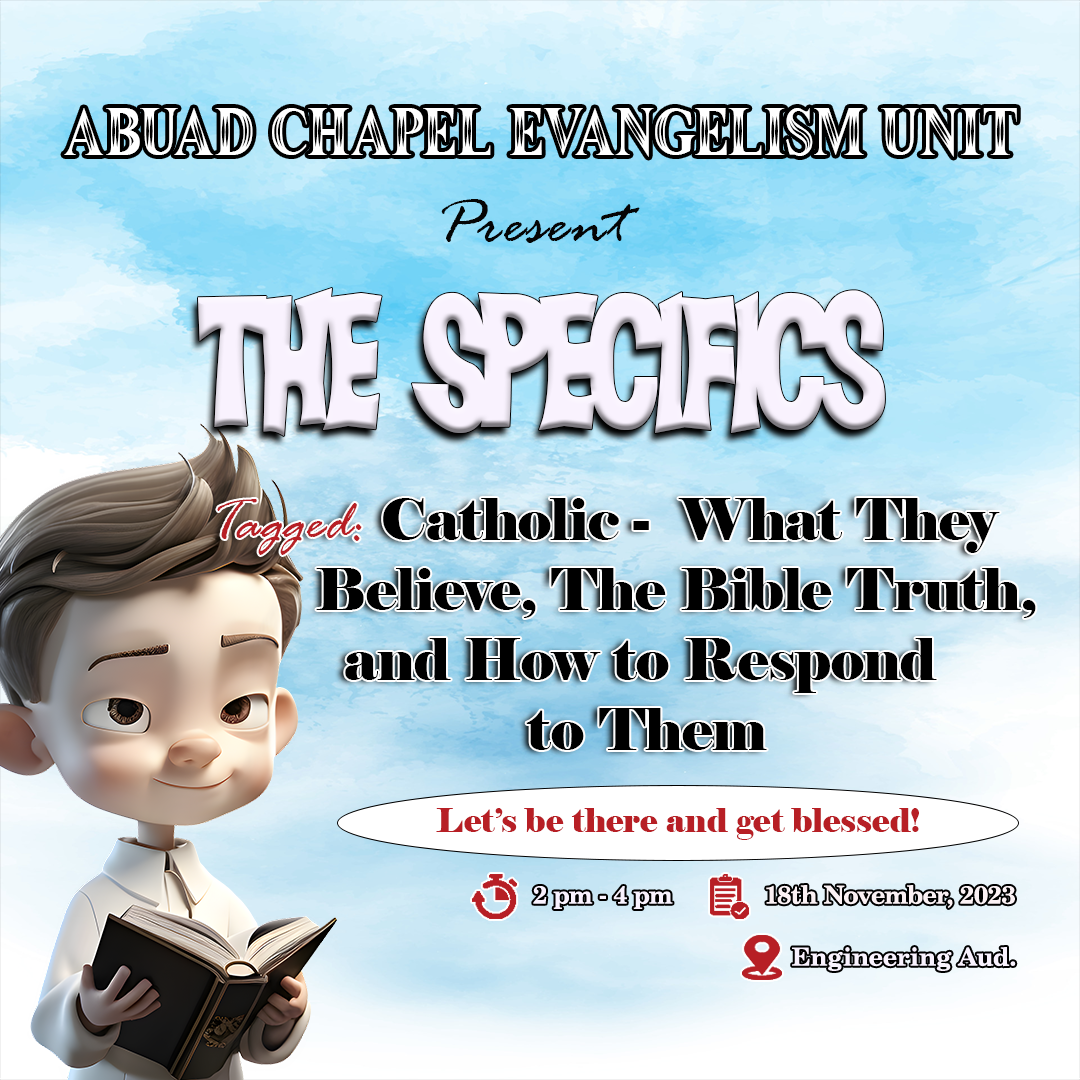 ABUAD CHAPEL EVANGELISM UNIT
Present
THE SPECIFICS
Tagged: Catholic - What They
Believe, The Bible Truth,
and How to Respond
to Them
Let's be there and get blessed!
2 pm - 4 pm 18th November, 2023
Engineering Aud.